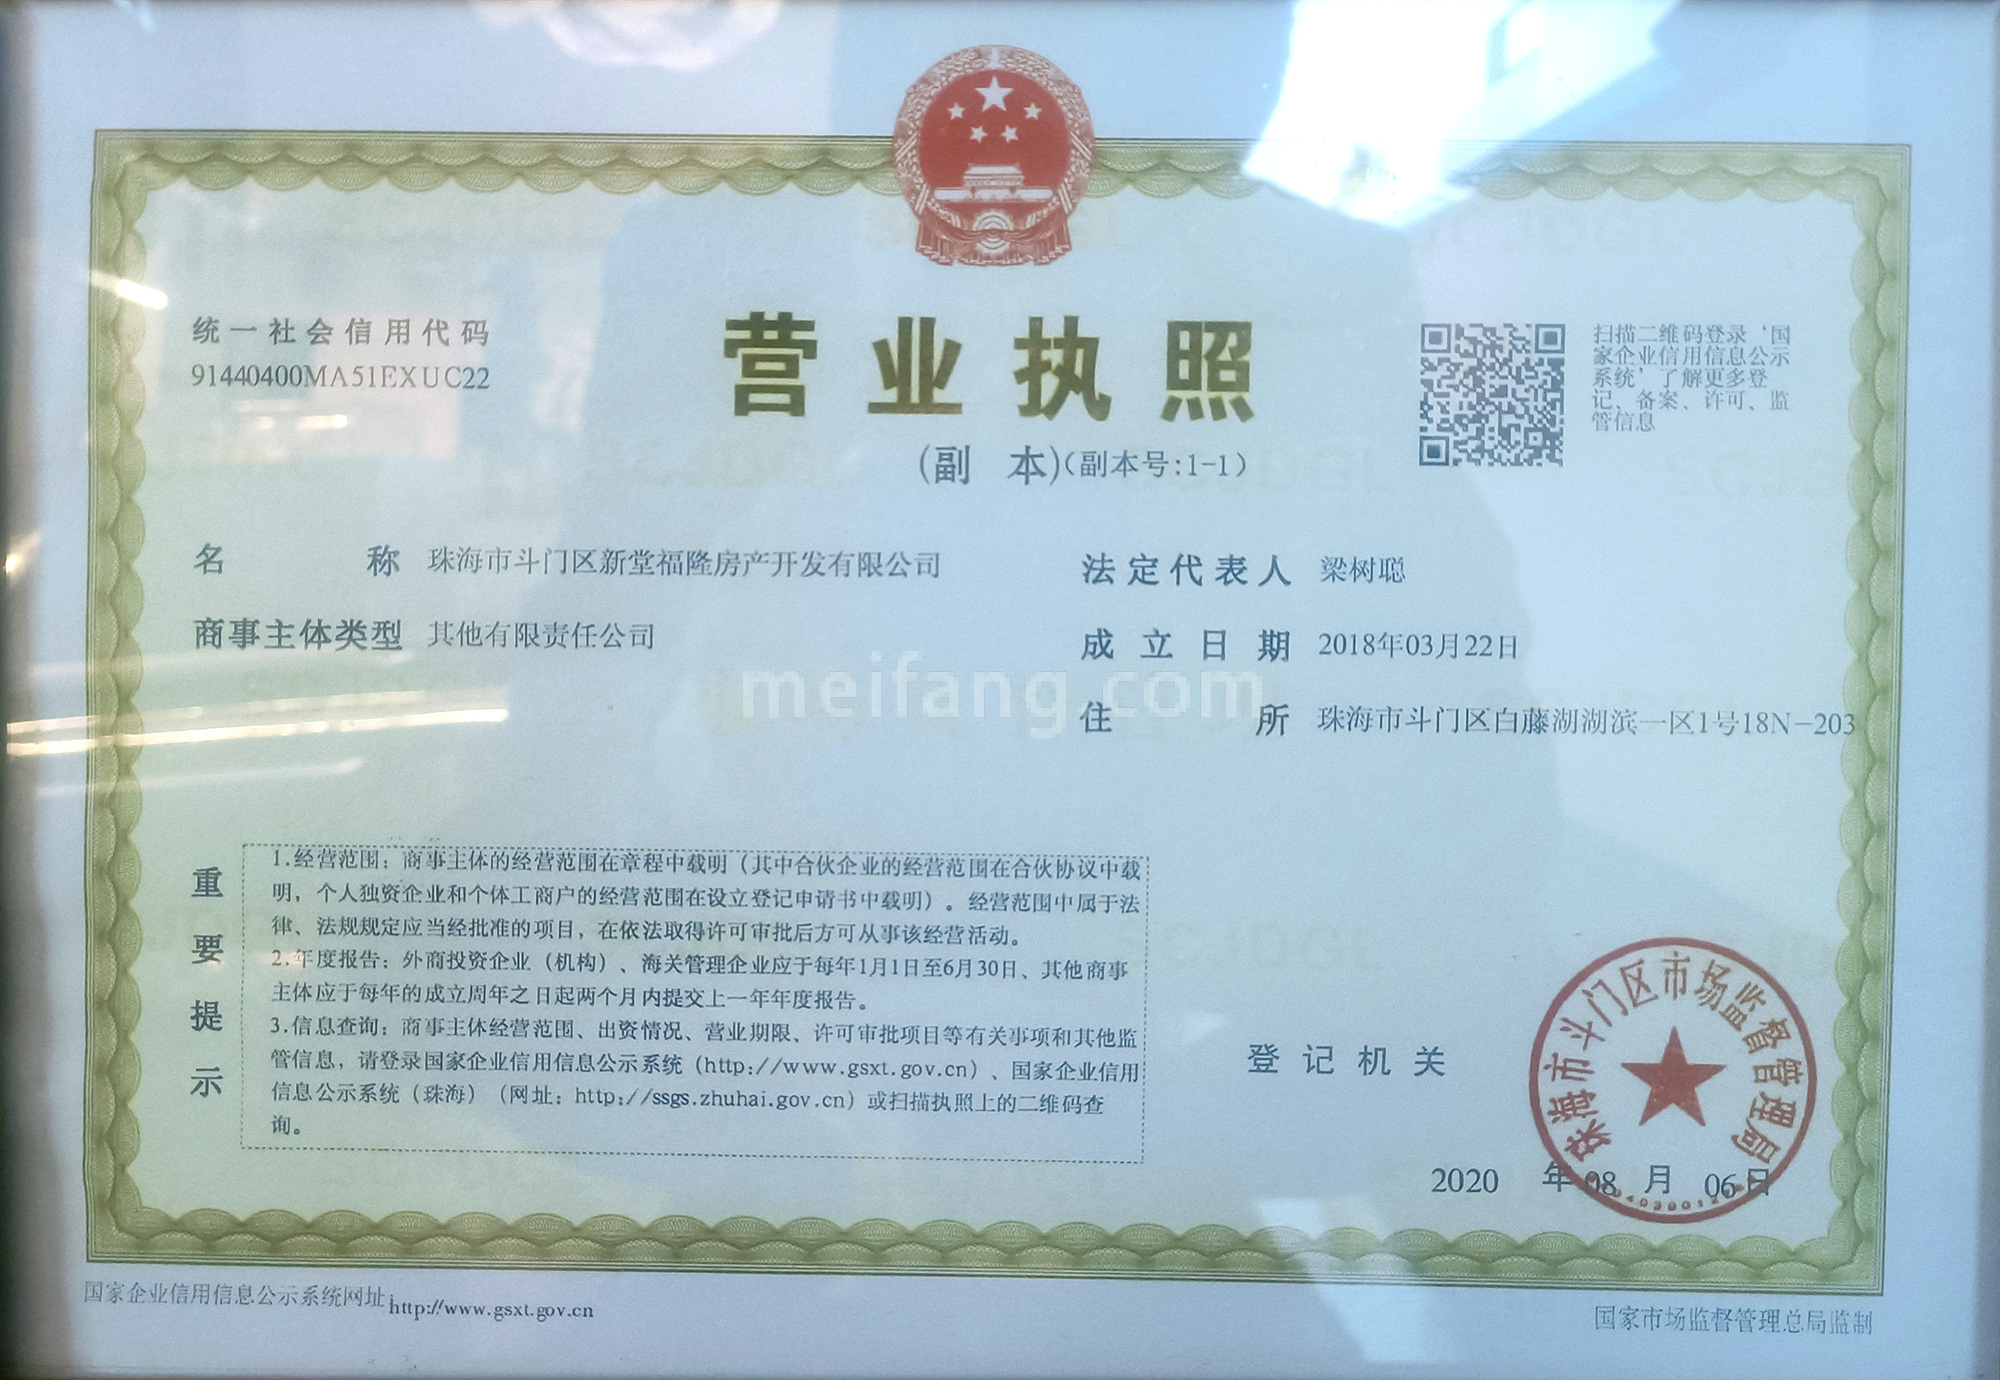 统一社会信用代码
91440400MA51EXUC22
营业执照
(副 本)(副本号:1-1)
扫描二维码登录‘国
家企业信用信息公示
系统’了解更多登
记、备案、许可、监
管信息
名称 珠海市斗门区新堂福隆房产开发有限公司
商事主体类型 其他有限责任公司
法定代表人 梁树聪
成立日期 2018年03月22日
住所 珠海市斗门区白藤湖湖滨一区1号18N-203
meifang.com
重要提示
1.经营范围：商事主体的经营范围在章程中载明（其中合伙企业的经营范围在合伙协议中载
明，个人独资企业和个体工商户的经营范围在设立登记申请书中载明）。经营范围中属于法
律、法规规定应当经批准的项目，在依法取得许可审批后方可从事该经营活动。
2.年度报告：外商投资企业（机构）、海关管理企业应于每年1月1日至6月30日、其他商事
主体应于每年的成立周年之日起两个月内提交上一年年度报告。
3.信息查询：商事主体经营范围、出资情况、营业期限、许可审批项目等有关事项和其他监
管信息，请登录国家企业信用信息公示系统（http://www.gsxt.gov.cn）、国家企业信用
信息公示系统（珠海）（网址：http://ssgs.zhuhai.gov.cn）或扫描执照上的二维码查
询。
登记机关
珠海市斗门区市场监督管理局
2020 年 08 月 06 日
国家企业信用信息公示系统网址：http://www.gsxt.gov.cn
国家市场监督管理总局监制